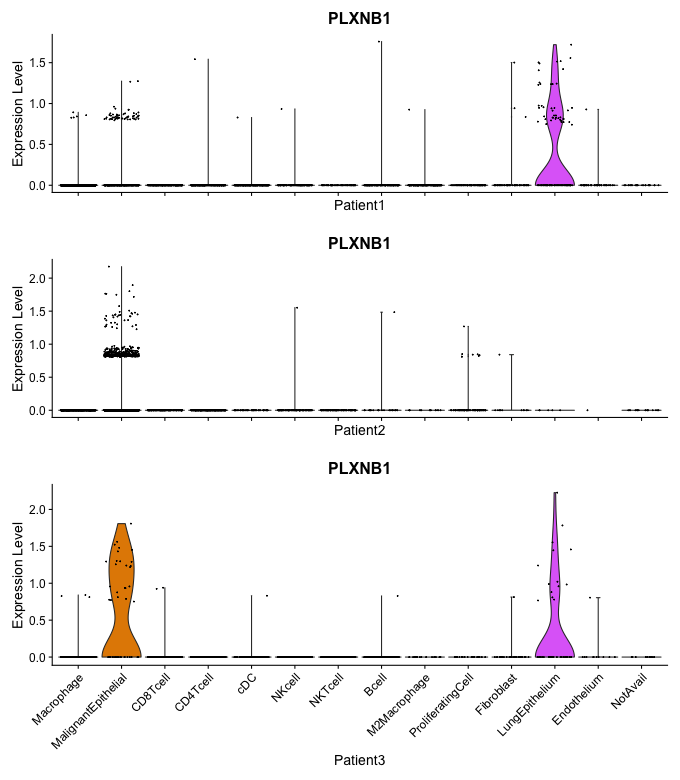 PLXNB1
Expression Level
1.5
1.0
0.5
0.0
Patient1
PLXNB1
Expression Level
2.0
1.5
1.0
0.5
0.0
Patient2
PLXNB1
Expression Level
2.0
1.5
1.0
0.5
0.0
Macrophage
MalignantEpithelial
CD8Tcell
CD4Tcell
cDC
NKcell
NKTcell
Bcell
M2Macrophage
ProliferatingCell
Fibroblast
LungEpithelium
Endothelium
NotAvail
Patient3